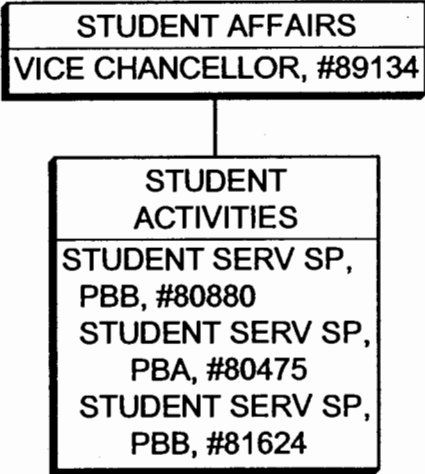 STUDENT AFFAIRS
VICE CHANCELLOR, #89134
STUDENT
ACTIVITIES
STUDENT SERV SP,
PBB, #80880
STUDENT SERV SP,
PBA, #80475
STUDENT SERV SP,
PBB, #81624